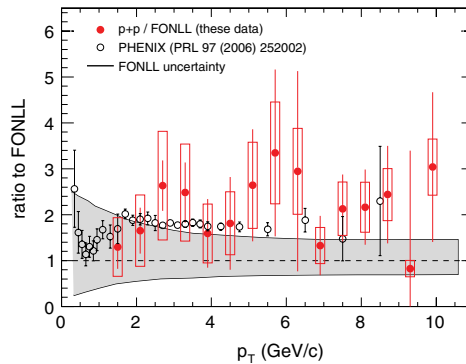 p+p / FONLL (these data)
PHENIX (PRL 97 (2006) 252002)
FONLL uncertainty
ratio to FONLL
6
5
4
3
2
1
0
0 2 4 6 8 10
pT (GeV/c)